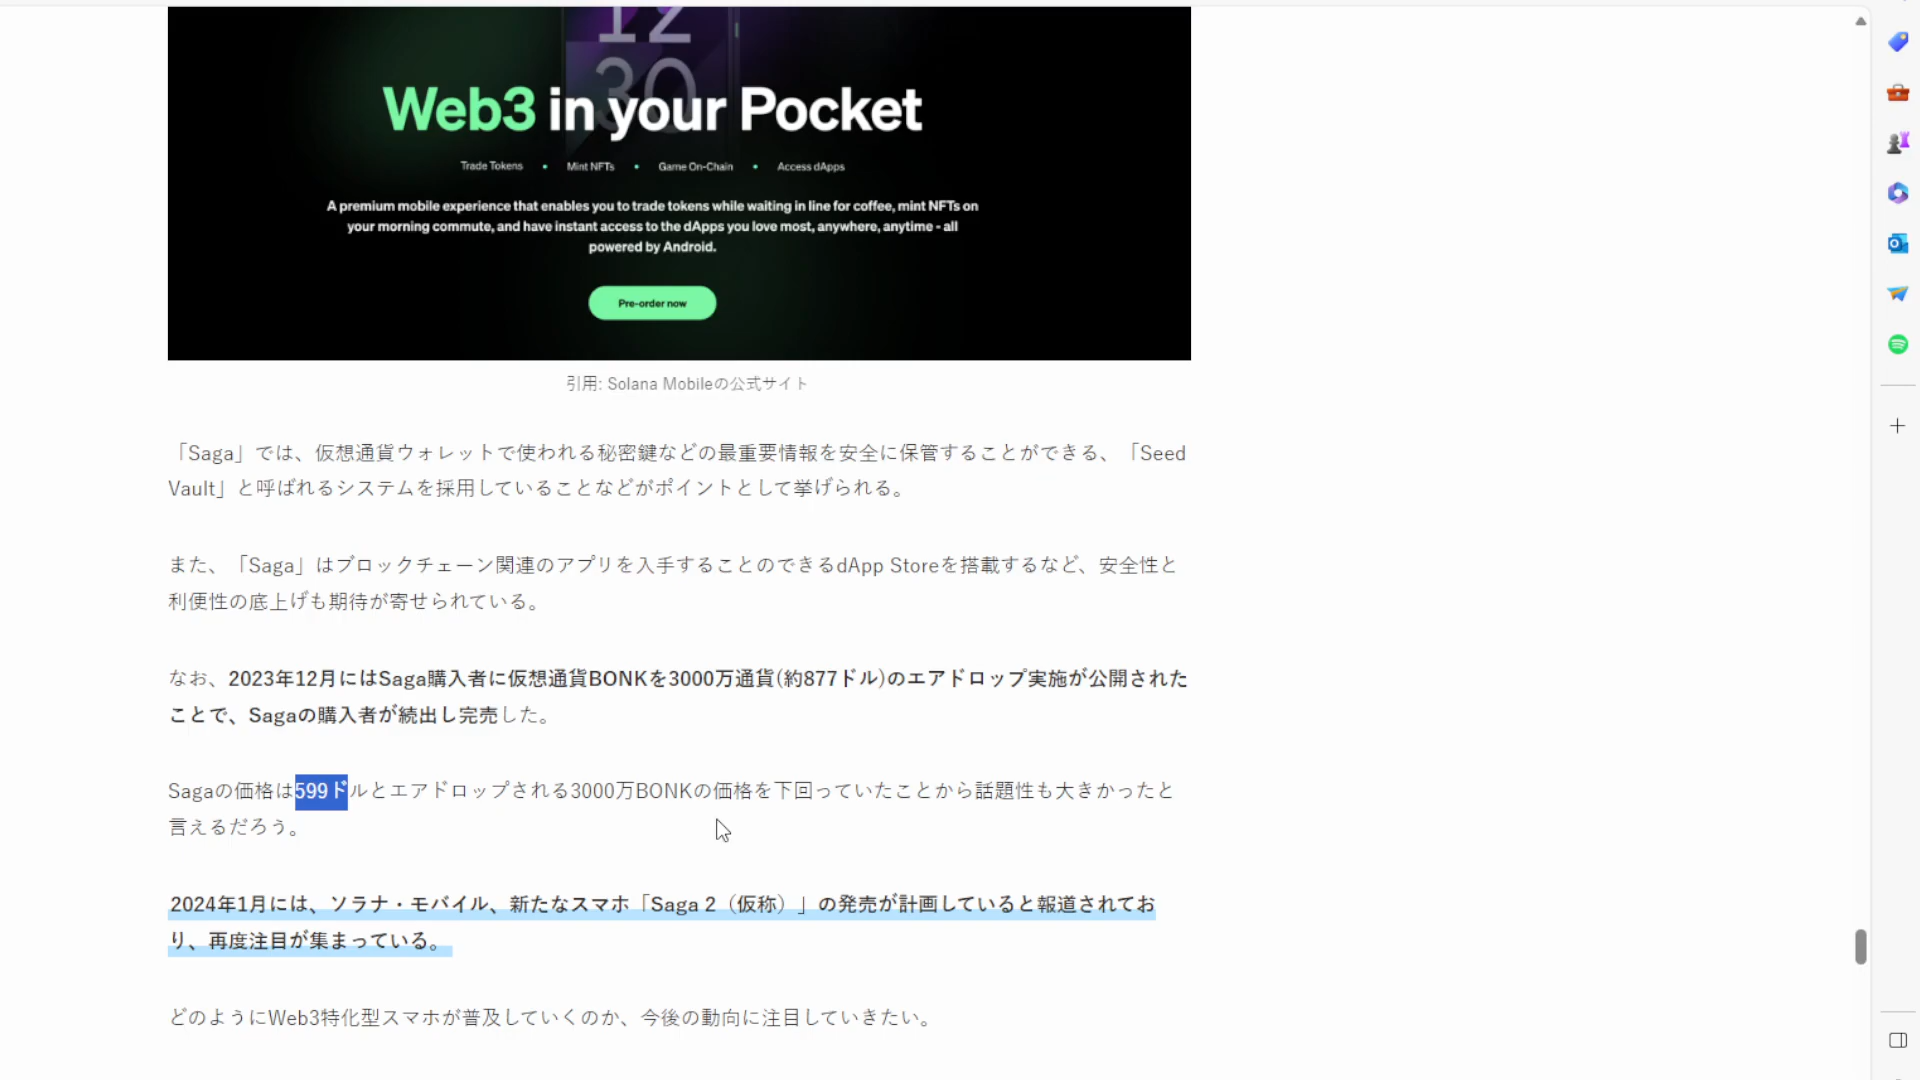 12
30
Web3 in your Pocket
Trade Tokens • Mint NFTs • Game On-Chain • Access dApps
A premium mobile experience that enables you to trade tokens while waiting in line for coffee, mint NFTs on
your morning commute, and have instant access to the dApps you love most, anywhere, anytime - all
powered by Android.
Pre-order now
引用: Solana Mobileの公式サイト
「Saga」では、仮想通貨ウォレットで使われる秘密鍵などの最重要情報を安全に保管することができる、「Seed
Vault」と呼ばれるシステムを採用していることなどがポイントとして挙げられる。
また、「Saga」はブロックチェーン関連のアプリを入手することのできるdApp Storeを搭載するなど、安全性と
利便性の底上げも期待が寄せられている。
なお、2023年12月にはSaga購入者に仮想通貨BONKを3000万通貨(約877ドル)のエアドロップ実施が公開された
ことで、Sagaの購入者が続出し完売した。
Sagaの価格は599ドルとエアドロップされる3000万BONKの価格を下回っていたことから話題性も大きかったと
言えるだろう。
2024年1月には、ソラナ・モバイル、新たなスマホ「Saga 2（仮称）」の発売が計画していると報道されてお
り、再度注目が集まっている。
どのようにWeb3特化型スマホが普及していくのか、今後の動向に注目していきたい。